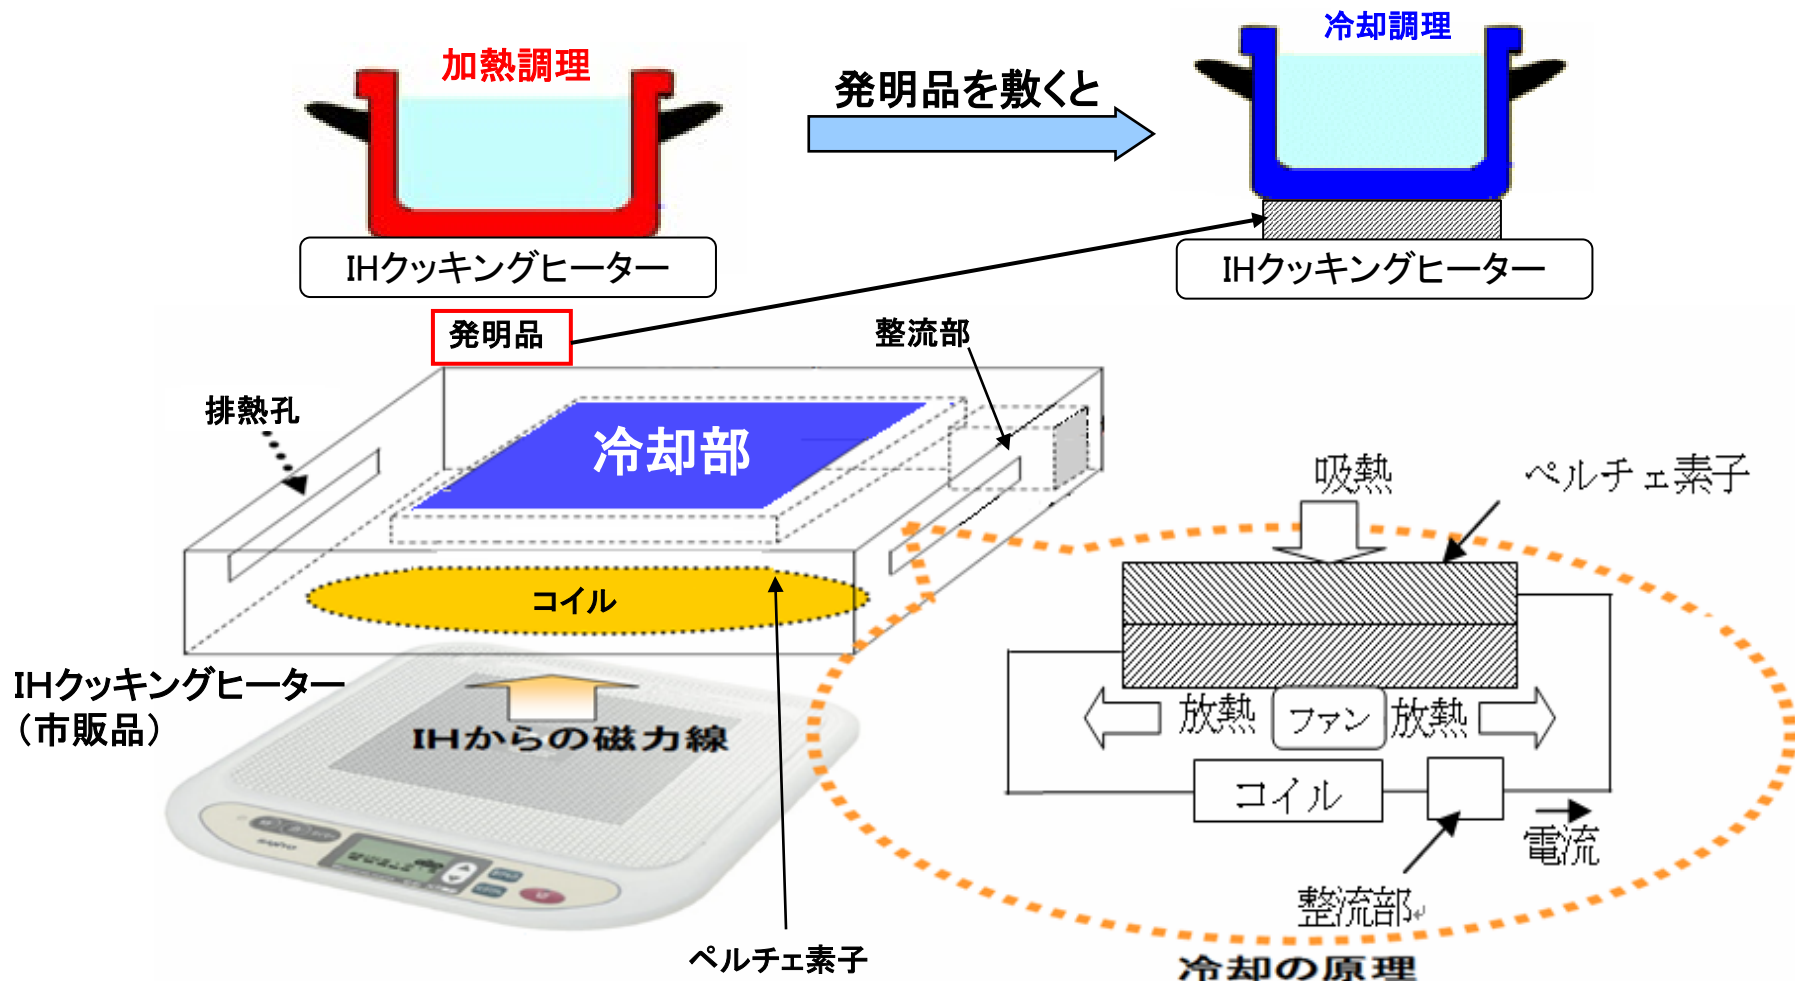 加熱調理
発明品を敷くと
冷却調理
IHクッキングヒーター
IHクッキングヒーター
発明品
整流部
排熱孔
冷却部
コイル
IHクッキングヒーター
（市販品）
IHからの磁力線
ペルチェ素子
吸熱
ペルチェ素子
放熱
ファン
放熱
コイル
電流
整流部
冷却の原理
SANYO